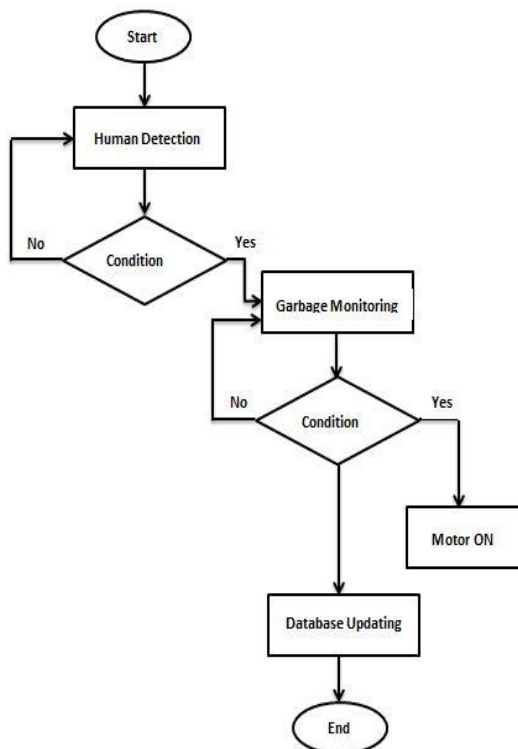 Start
Human Detection
No
Yes
Condition
Garbage Monitoring
No
Yes
Condition
Motor ON
Database Updating
End